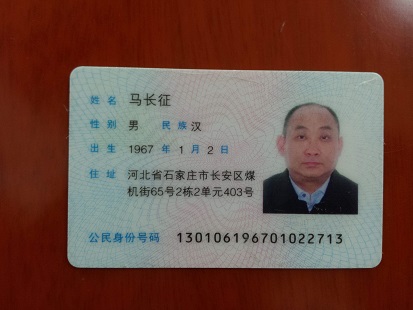 姓名 马长征
性别 男 民族 汉
出生 1967 年 1 月 2 日
住址 河北省石家庄市长安区煤
机街65号2栋2单元403号
公民身份号码 130106196701022713